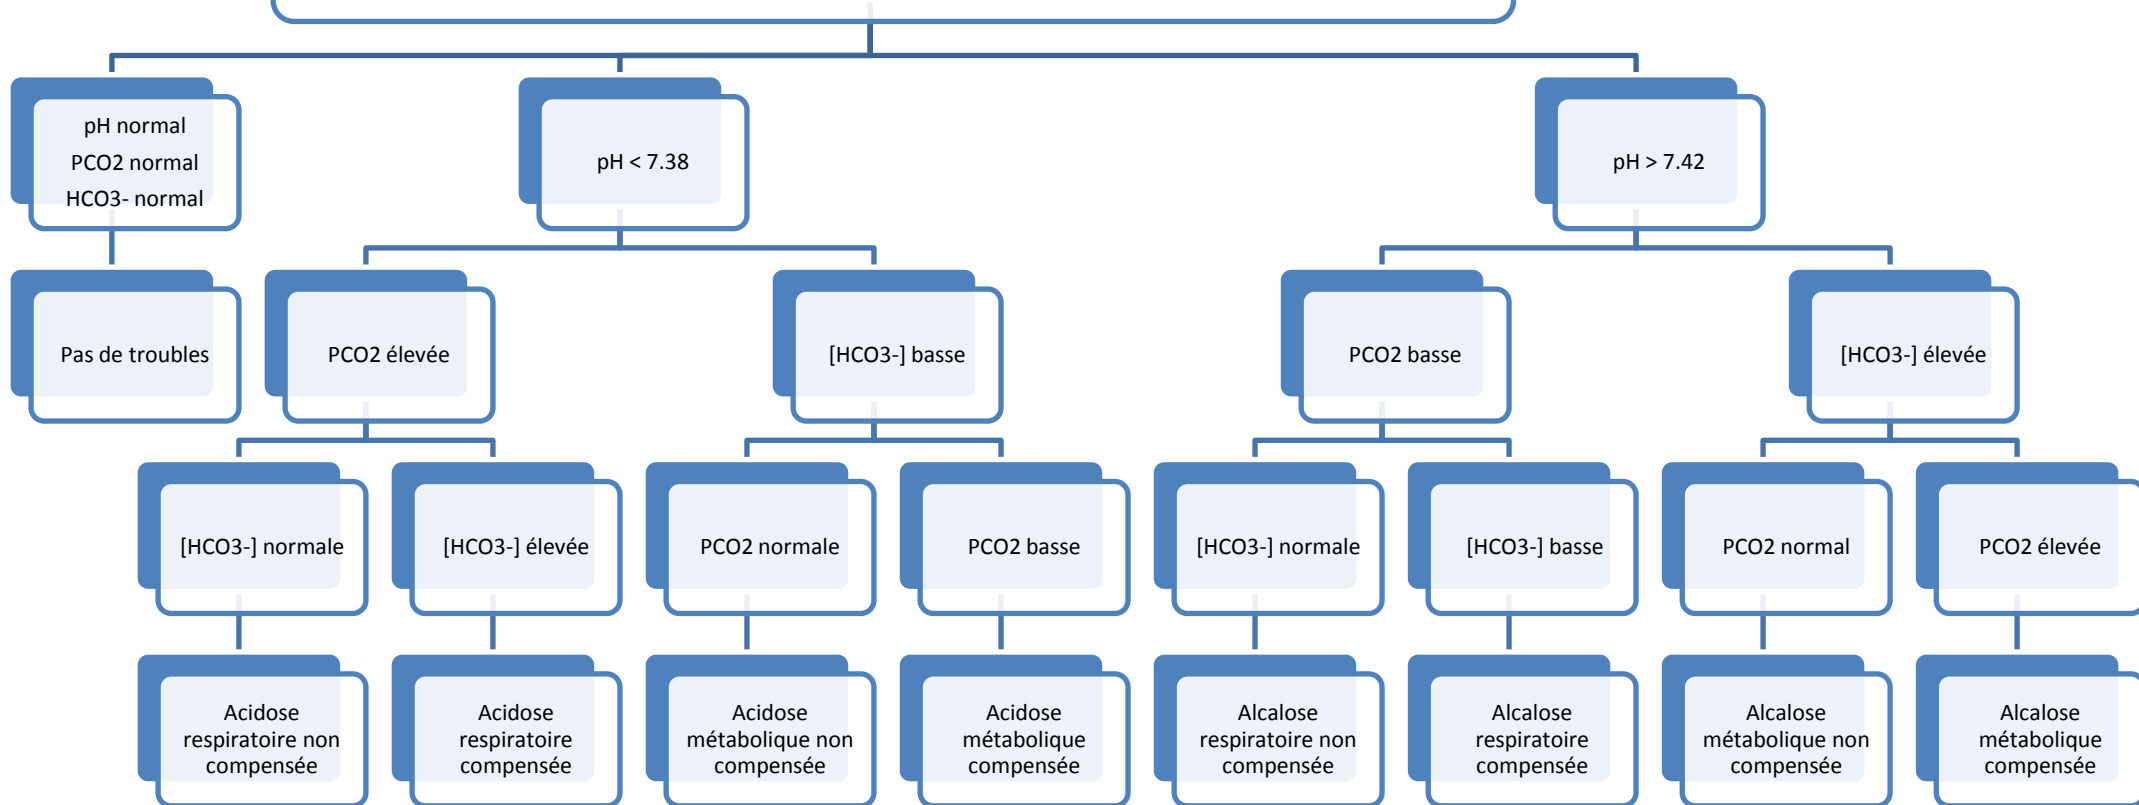 pH normal
PCO2 normal
HCO3- normal
pH < 7.38
pH > 7.42
Pas de troubles
PCO2 élevée
[HCO3-] basse
PCO2 basse
[HCO3-] élevée
[HCO3-] normale
[HCO3-] élevée
PCO2 normale
PCO2 basse
[HCO3-] normale
[HCO3-] basse
PCO2 normal
PCO2 élevée
Acidose
respiratoire non
compensée
Acidose
respiratoire
compensée
Acidose
métabolique non
compensée
Acidose
métabolique
compensée
Alcalose
respiratoire non
compensée
Alcalose
respiratoire
compensée
Alcalose
métabolique non
compensée
Alcalose
métabolique
compensée